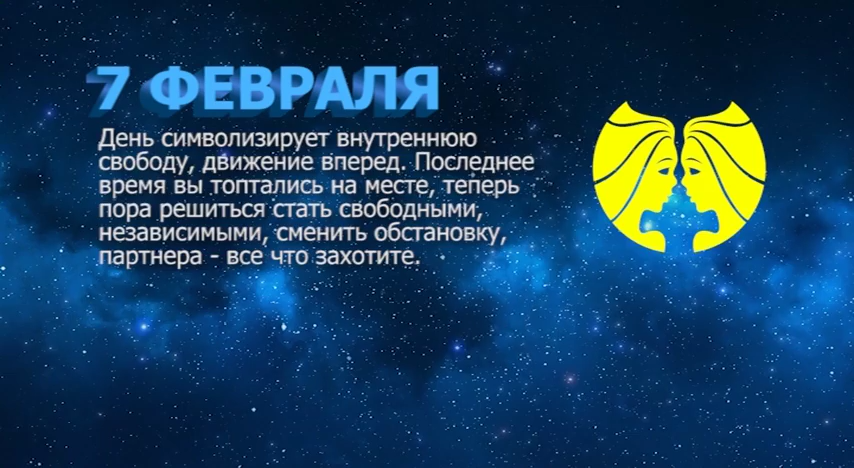 7 ФЕВРАЛЯ
День символизирует внутреннюю
свободу, движение вперед. Последнее
время вы топтались на месте, теперь
пора решиться стать свободными,
независимыми, сменить обстановку,
партнера - все что захотите.